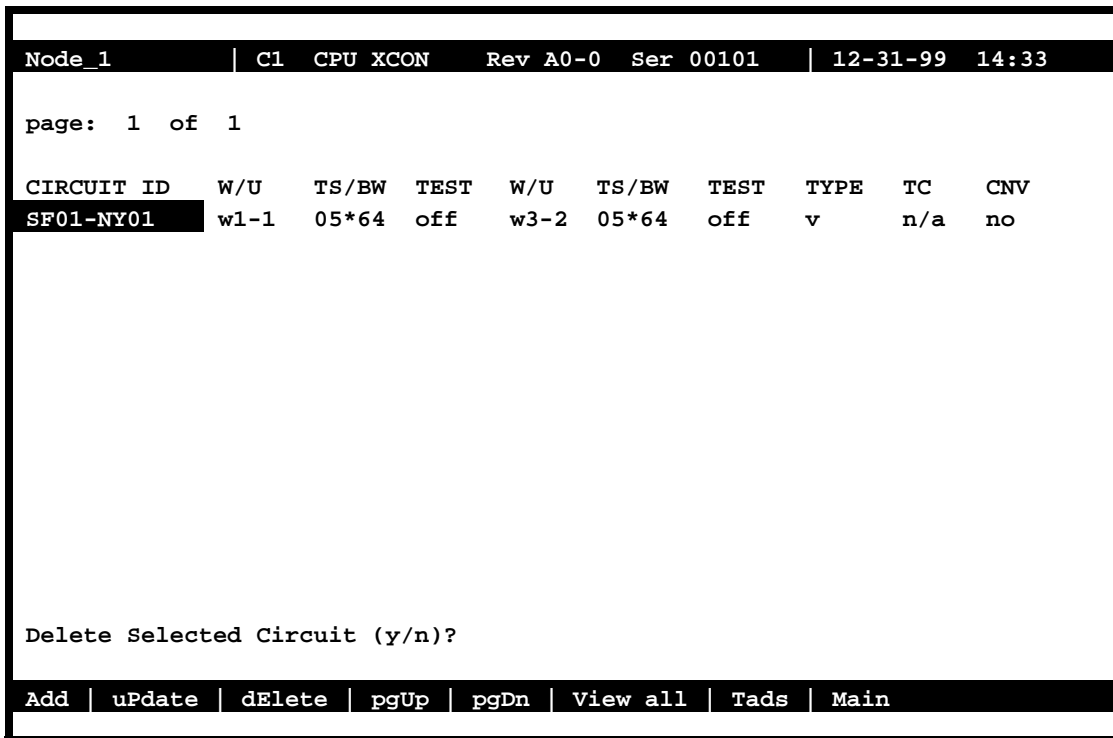 Node_1 | C1 CPU XCON Rev A0-0 Ser 00101 | 12-31-99 14:33
page: 1 of 1
CIRCUIT ID W/U TS/BW TEST W/U TS/BW TEST TYPE TC CNV
SF01-NY01 w1-1 05*64 off w3-2 05*64 off v n/a no
Delete Selected Circuit (y/n)?
Add | uPdate | dElete | pgUp | pgDn | View all | Tads | Main